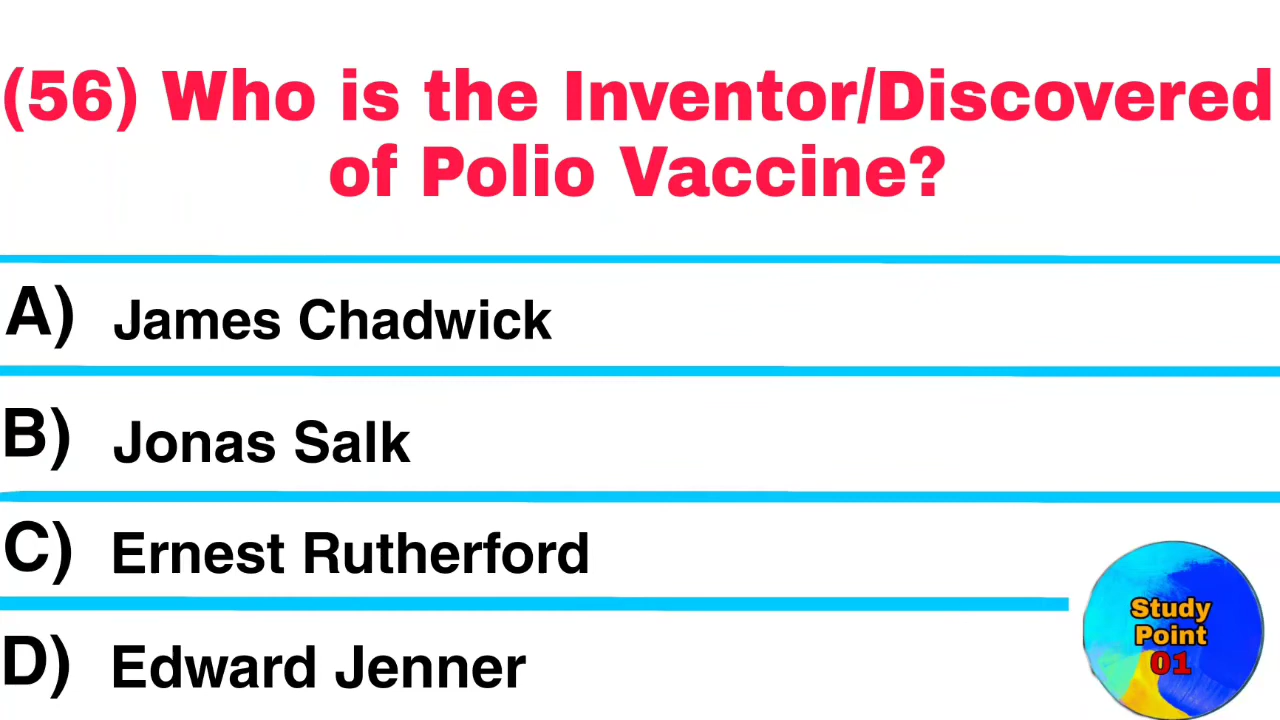 (56) Who is the Inventor/Discovered
of Polio Vaccine?
A) James Chadwick
B) Jonas Salk
C) Ernest Rutherford
D) Edward Jenner
Study
Point
01